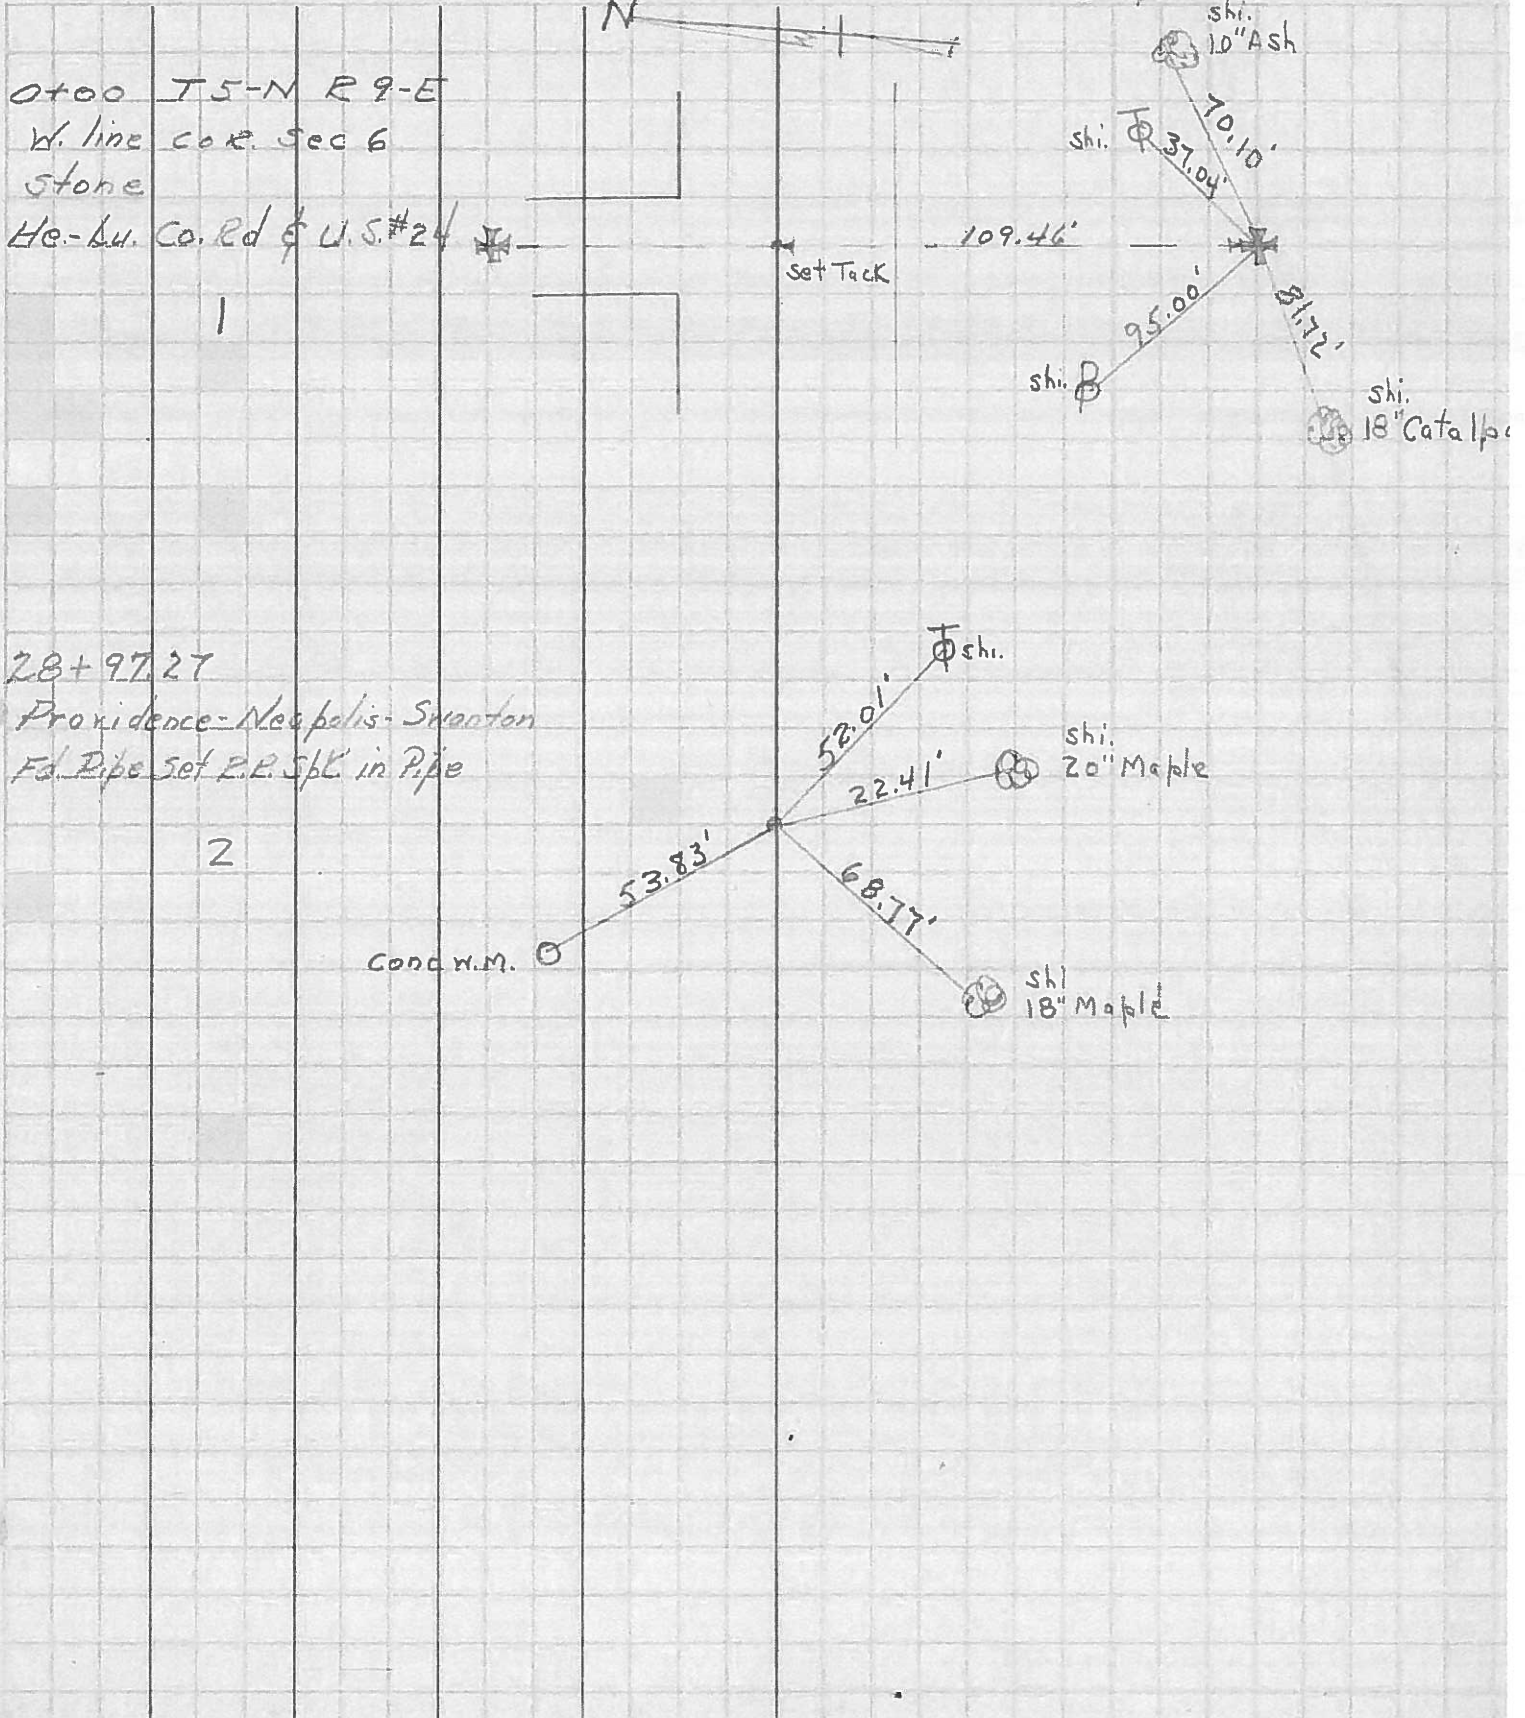 N
0+00 T5-N R9-E
W. line cor. Sec 6
stone
He.-Lu. Co. Rd & U.S. #24
1
shi.
10" Ash
70.10'
shi.
37.04'
109.46'
set Tack
95.00'
81.72'
shi.
shi.
18" Catalpa
28+97.27
Providence-Neapolis-Swanton
Fd. Pipe set R.R. Spk in Pipe
2
shi.
52.01'
shi.
20" Maple
22.41'
53.83'
68.77'
Conc W.M.
shi
18" Maple